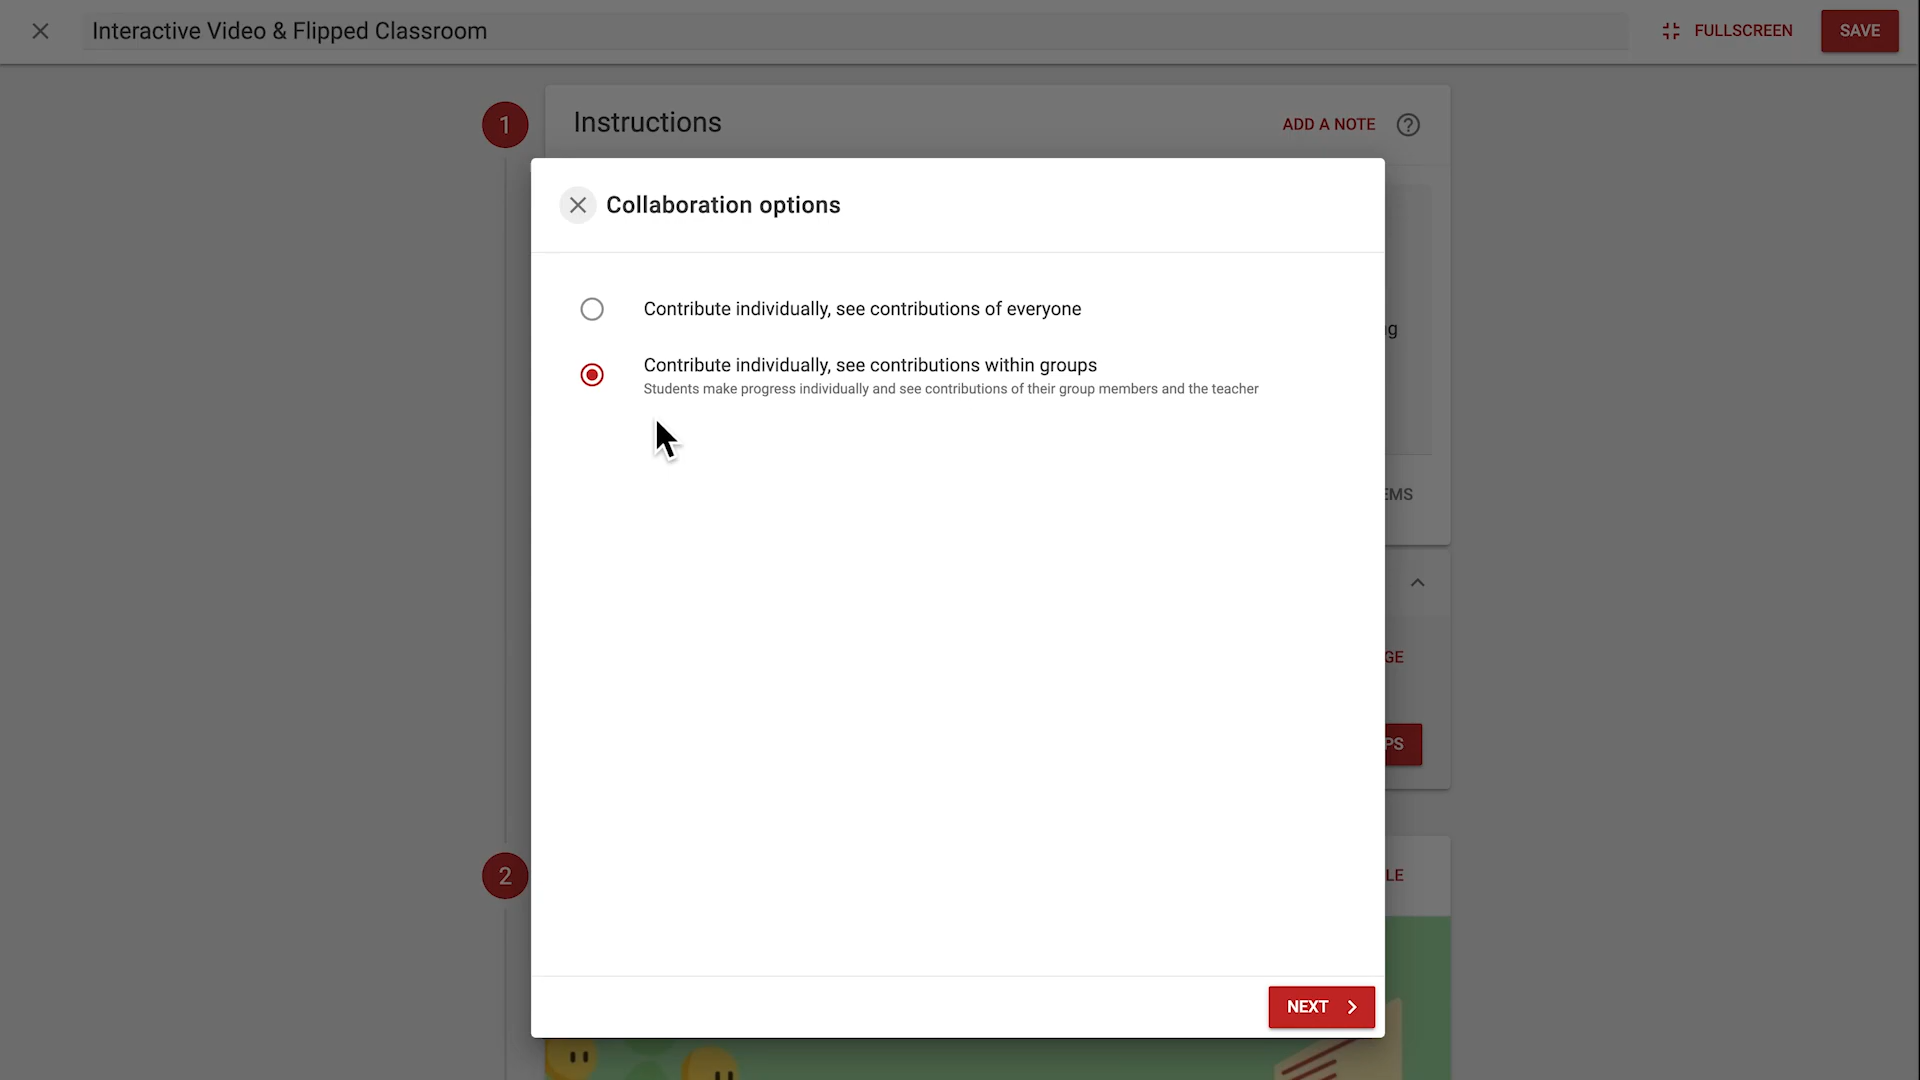 Interactive Video & Flipped Classroom
FULLSCREEN
SAVE
1
Instructions
ADD A NOTE
Collaboration options
Contribute individually, see contributions of everyone
Contribute individually, see contributions within groups
Students make progress individually and see contributions of their group members and the teacher
2
NEXT